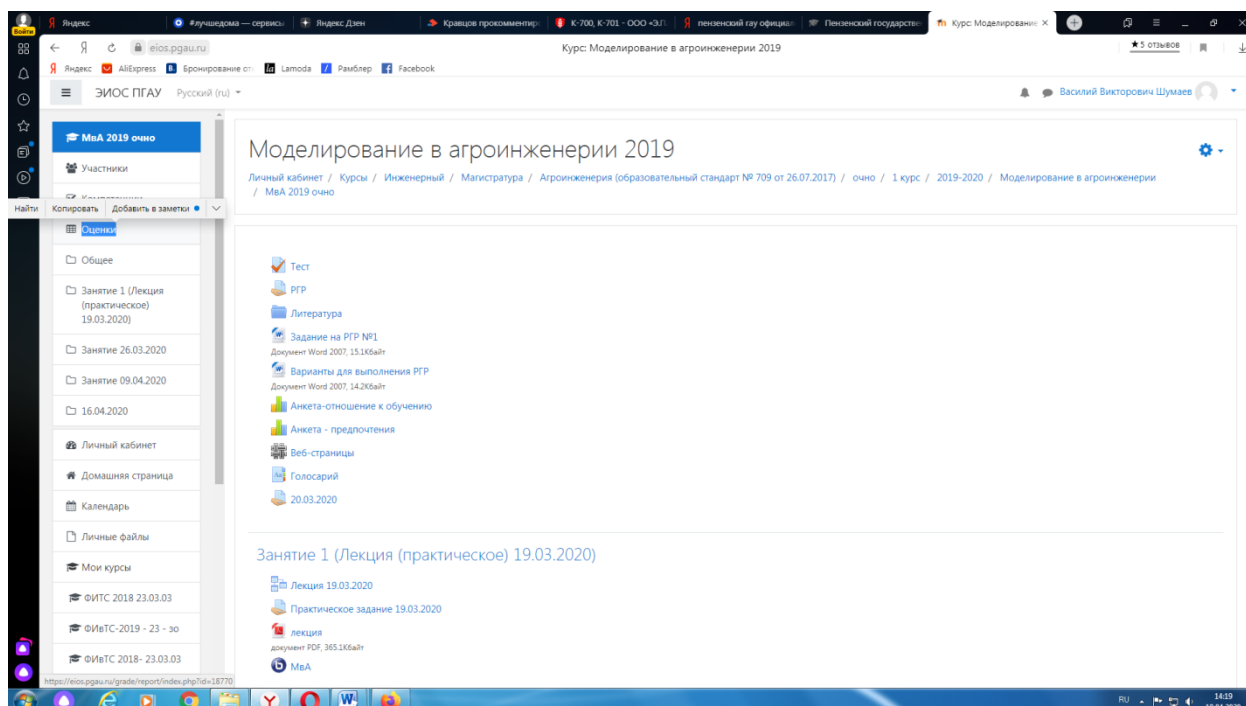 Войти
Яндекс
#лучшедома — сервисы
Яндекс.Дзен
Кравцов прокомментир
К-700, К-701 - ООО «З.П.
пензенский гау официал
Пензенский государстве
Курс: Моделирование
eios.pgau.ru
Курс: Моделирование в агроинженерии 2019
★ 5 отзывов
Яндекс
AliExpress
Бронирование от
Lamoda
Рамблер
Facebook
ЭИОС ПГАУ
Русский (ru)
Василий Викторович Шумаев
МвА 2019 очно
Участники
Компетенции
Найти
Копировать
Добавить в заметки
Оценки
Общее
Занятие 1 (Лекция
(практическое)
19.03.2020)
Занятие 26.03.2020
Занятие 09.04.2020
16.04.2020
Личный кабинет
Домашняя страница
Календарь
Личные файлы
Мои курсы
ФИТС 2018 23.03.03
ФИвТС-2019 - 23 - зо
ФИвТС 2018- 23.03.03
Моделирование в агроинженерии 2019
Личный кабинет / Курсы / Инженерный / Магистратура / Агроинженерия (образовательный стандарт № 709 от 26.07.2017) / очно / 1 курс / 2019-2020 / Моделирование в агроинженерии
/ МвА 2019 очно
Тест
РГР
Литература
Задание на РГР №1
Документ Word 2007, 15.1Кбайт
Варианты для выполнения РГР
Документ Word 2007, 14.2Кбайт
Анкета-отношение к обучению
Анкета - предпочтения
Веб-страницы
Голосарий
20.03.2020
Занятие 1 (Лекция (практическое) 19.03.2020)
Лекция 19.03.2020
Практическое задание 19.03.2020
лекция
документ PDF, 365.1Кбайт
МвА
https://eios.pgau.ru/grade/report/index.php?id=18770
RU
14:19